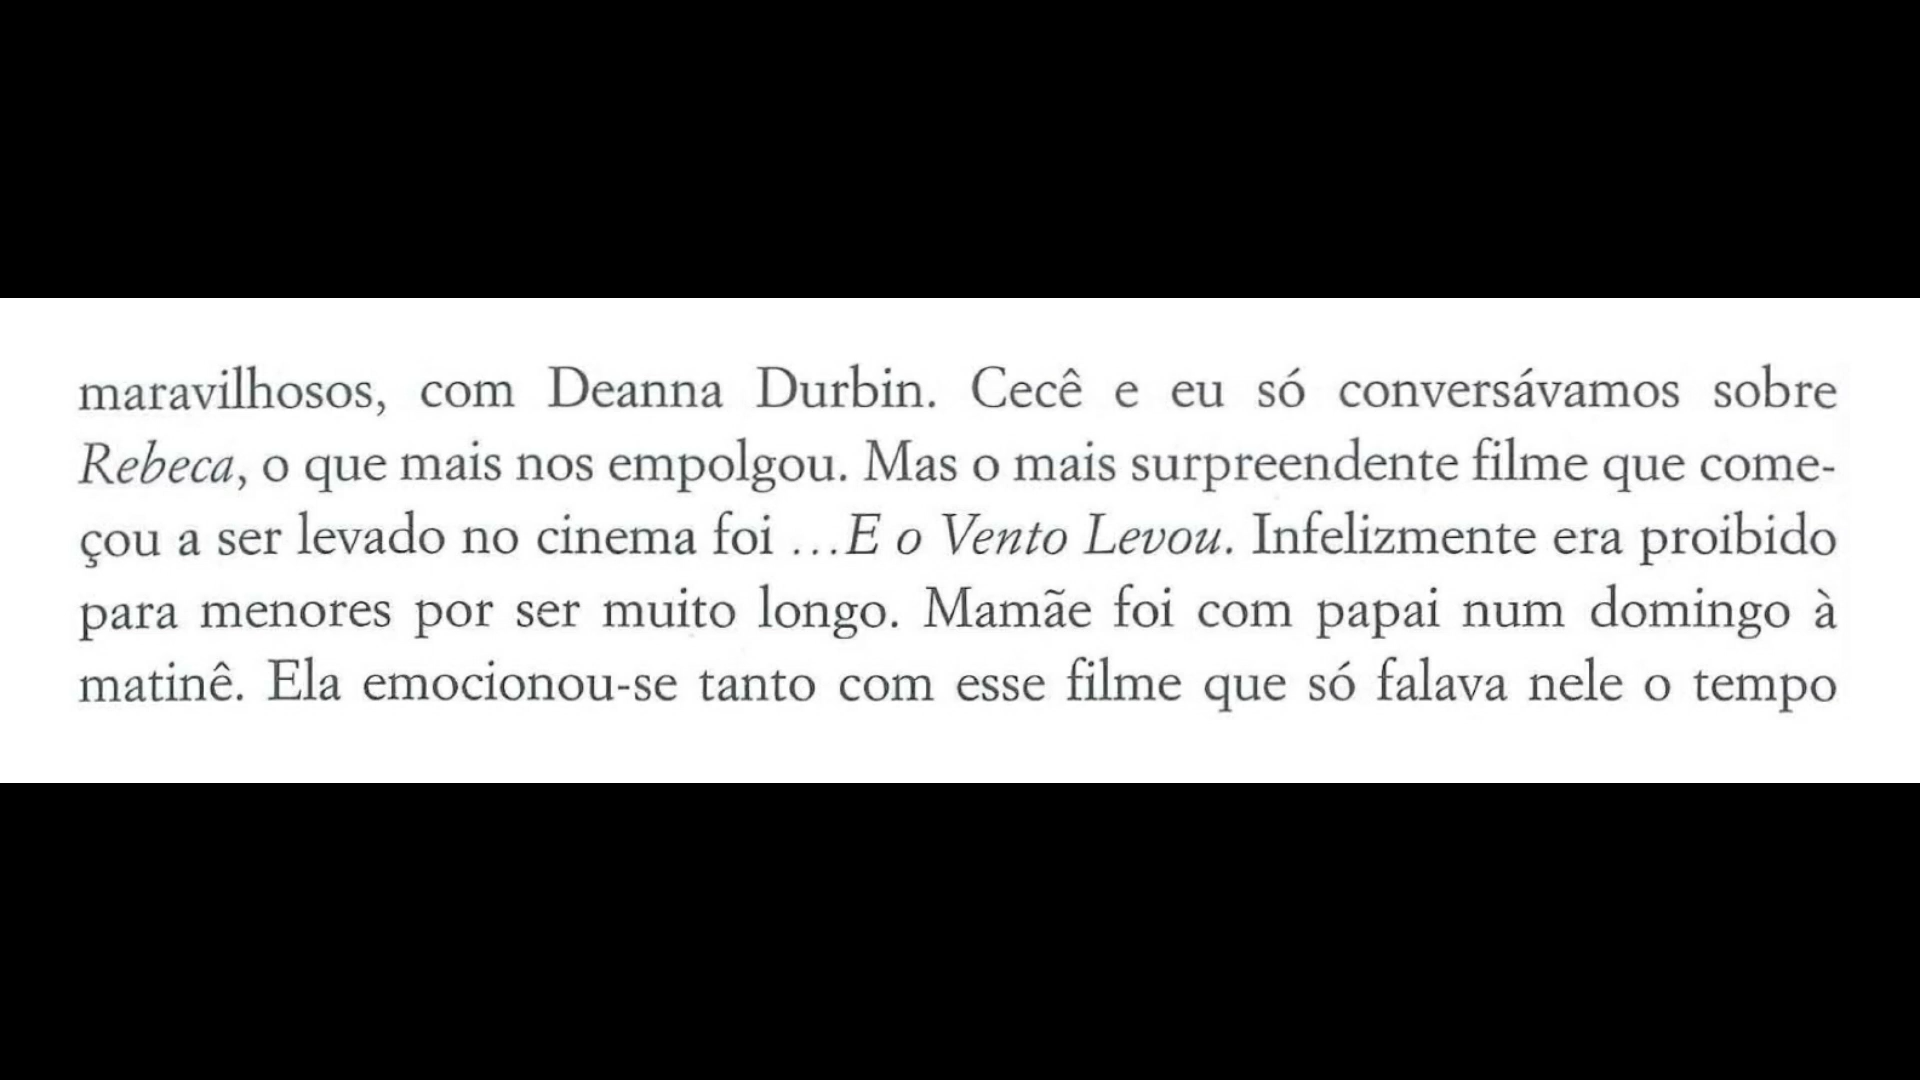 maravilhosos, com Deanna Durbin. Cecê e eu só conversávamos sobre
Rebeca, o que mais nos empolgou. Mas o mais surpreendente filme que come-
çou a ser levado no cinema foi ...E o Vento Levou. Infelizmente era proibido
para menores por ser muito longo. Mamãe foi com papai num domingo à
matinê. Ela emocionou-se tanto com esse filme que só falava nele o tempo